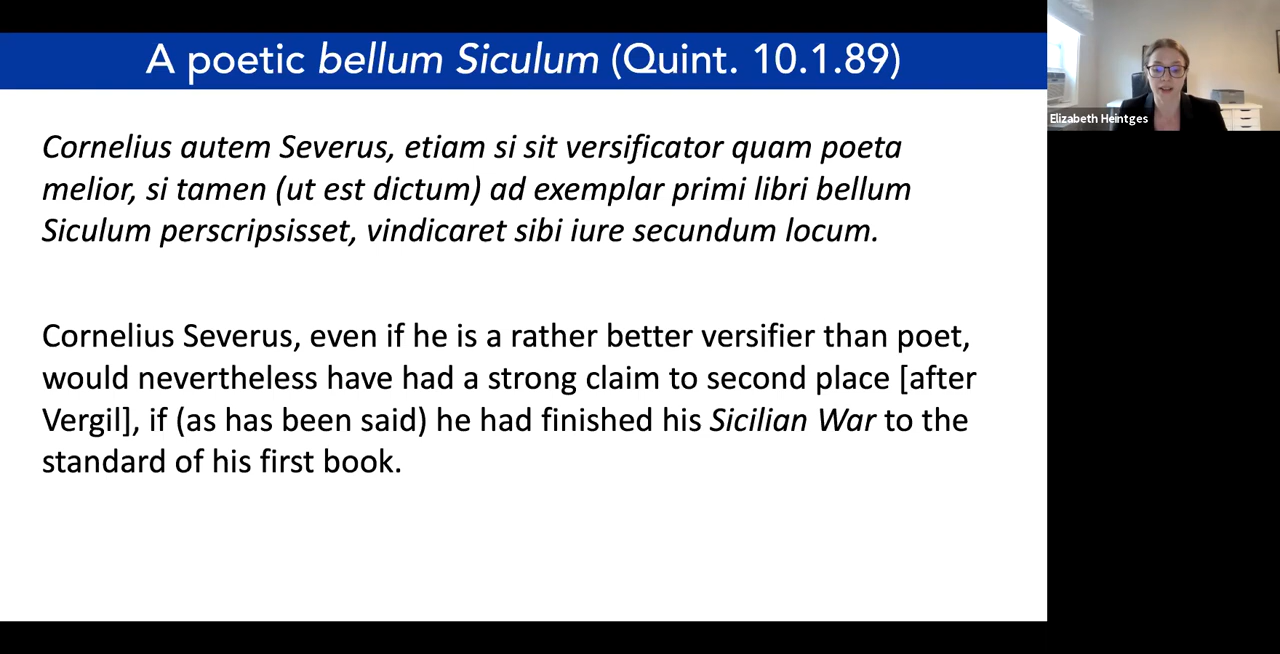 A poetic bellum Siculum (Quint. 10.1.89)
Elizabeth Heintges
Cornelius autem Severus, etiam si sit versificator quam poeta
melior, si tamen (ut est dictum) ad exemplar primi libri bellum
Siculum perscripsisset, vindicaret sibi iure secundum locum.
Cornelius Severus, even if he is a rather better versifier than poet,
would nevertheless have had a strong claim to second place [after
Vergil], if (as has been said) he had finished his Sicilian War to the
standard of his first book.